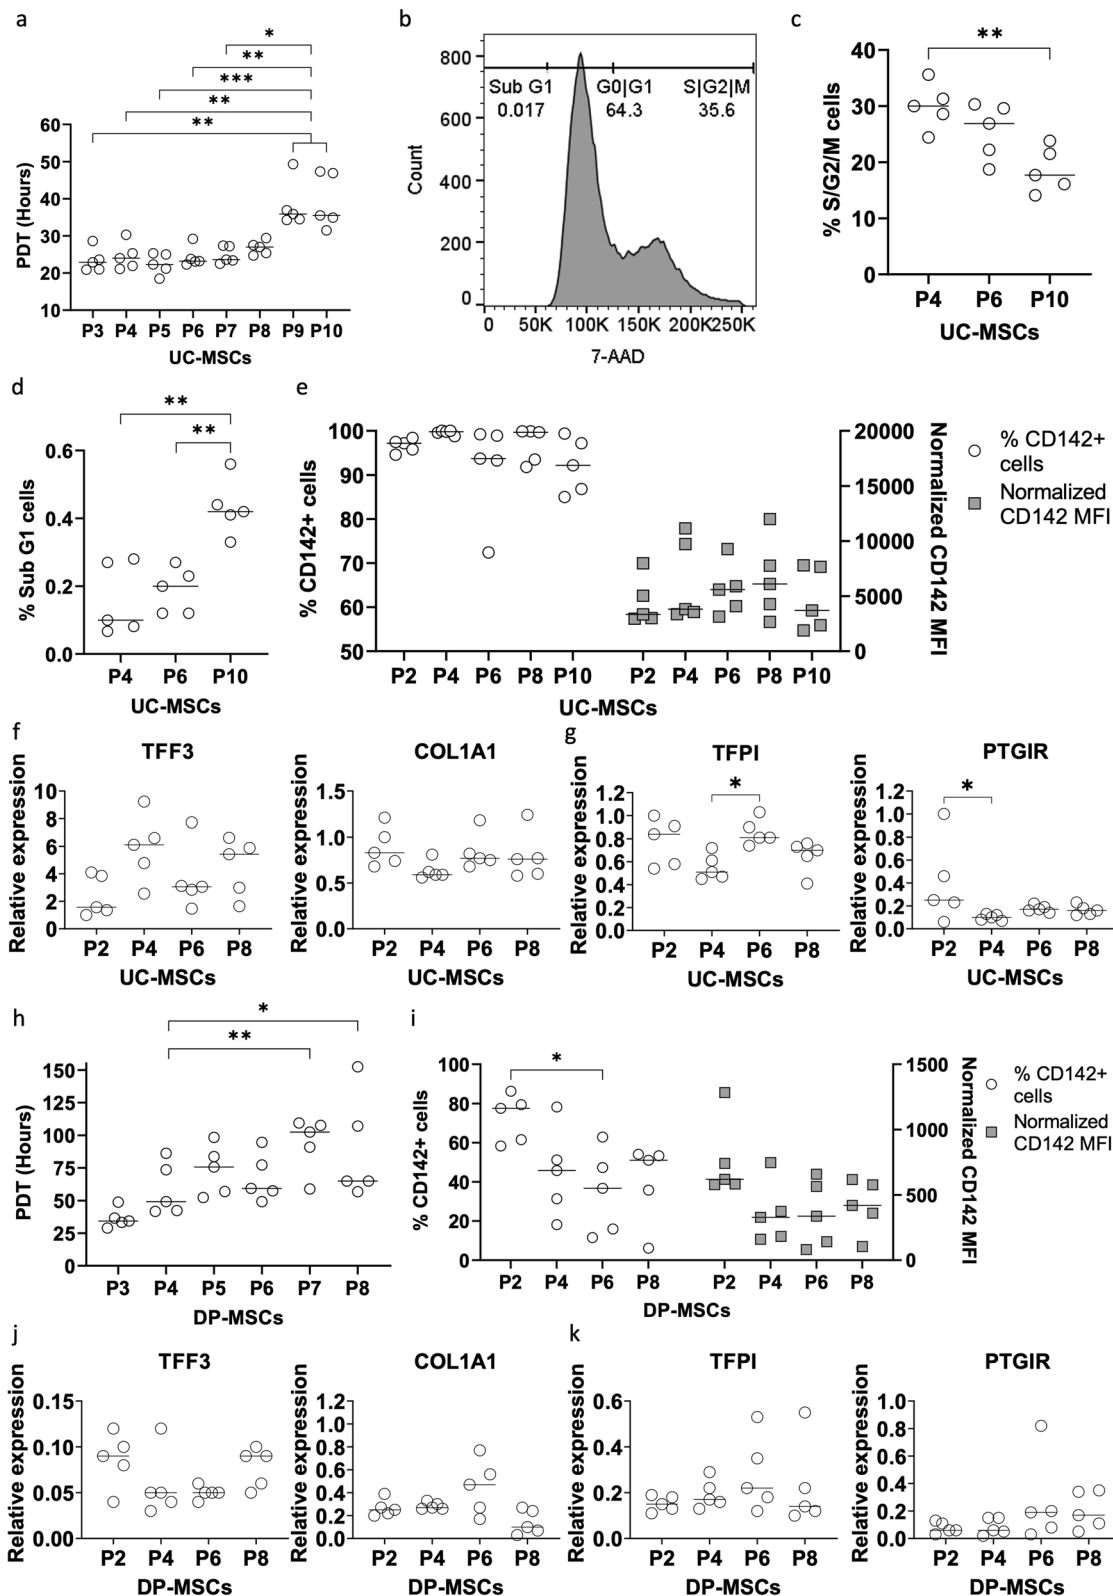 a
*
**
***
**
**
PDT (Hours)
60
50
40
30
20
10
P3 P4 P5 P6 P7 P8 P9 P10
UC-MSCs
b
Count
800
600
400
200
0
Sub G1 G0|G1 S|G2|M
0.017 64.3 35.6
0 50K 100K 150K 200K 250K
7-AAD
c
**
% S/G2/M cells
40
30
20
10
0
P4 P6 P10
UC-MSCs
d
**
**
% Sub G1 cells
0.6
0.4
0.2
0.0
P4 P6 P10
UC-MSCs
e
% CD142+ cells
100
90
80
70
60
50
20000
15000
10000
5000
0
Normalized CD142 MFI
P2 P4 P6 P8 P10 P2 P4 P6 P8 P10
UC-MSCs
% CD142+
cells
Normalized
CD142 MFI
f
TFF3
Relative expression
10
8
6
4
2
0
P2 P4 P6 P8
UC-MSCs
COL1A1
Relative expression
1.5
1.0
0.5
0.0
P2 P4 P6 P8
UC-MSCs
g
TFPI
*
Relative expression
1.2
1.0
0.8
0.6
0.4
0.2
0.0
P2 P4 P6 P8
UC-MSCs
PTGIR
*
Relative expression
1.2
1.0
0.8
0.6
0.4
0.2
0.0
P2 P4 P6 P8
UC-MSCs
h
*
**
PDT (Hours)
150
125
100
75
50
25
0
P3 P4 P5 P6 P7 P8
DP-MSCs
i
*
% CD142+ cells
100
80
60
40
20
0
1500
1000
500
0
Normalized CD142 MFI
P2 P4 P6 P8 P2 P4 P6 P8
DP-MSCs
% CD142+
cells
Normalized
CD142 MFI
j
TFF3
Relative expression
0.15
0.10
0.05
0.00
P2 P4 P6 P8
DP-MSCs
COL1A1
Relative expression
1.2
1.0
0.8
0.6
0.4
0.2
0.0
P2 P4 P6 P8
DP-MSCs
k
TFPI
Relative expression
0.6
0.4
0.2
0.0
P2 P4 P6 P8
DP-MSCs
PTGIR
Relative expression
1.0
0.8
0.6
0.4
0.2
0.0
P2 P4 P6 P8
DP-MSCs